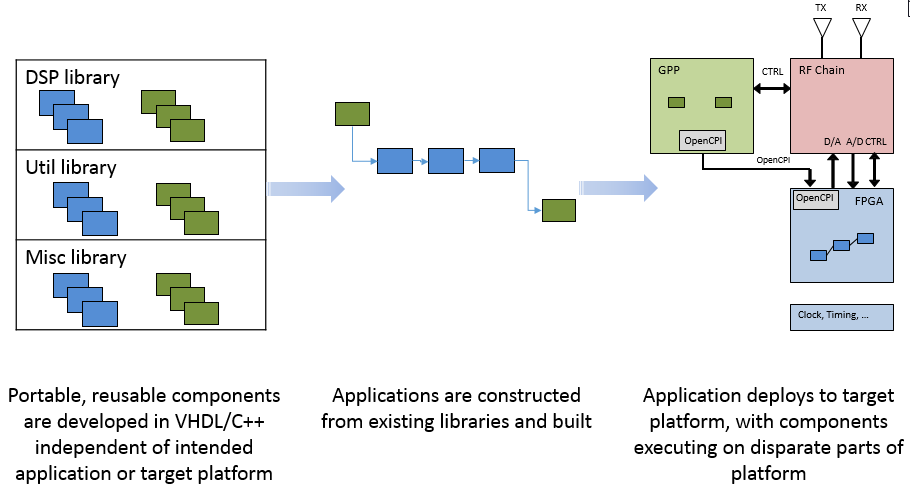 DSP library
Util library
Misc library
TX
RX
GPP
CTRL
RF Chain
D/A A/D CTRL
OpenCPI
OpenCPI
OpenCPI
FPGA
Clock, Timing, ...
Portable, reusable components
are developed in VHDL/C++
independent of intended
application or target platform
Applications are constructed
from existing libraries and built
Application deploys to target
platform, with components
executing on disparate parts of
platform